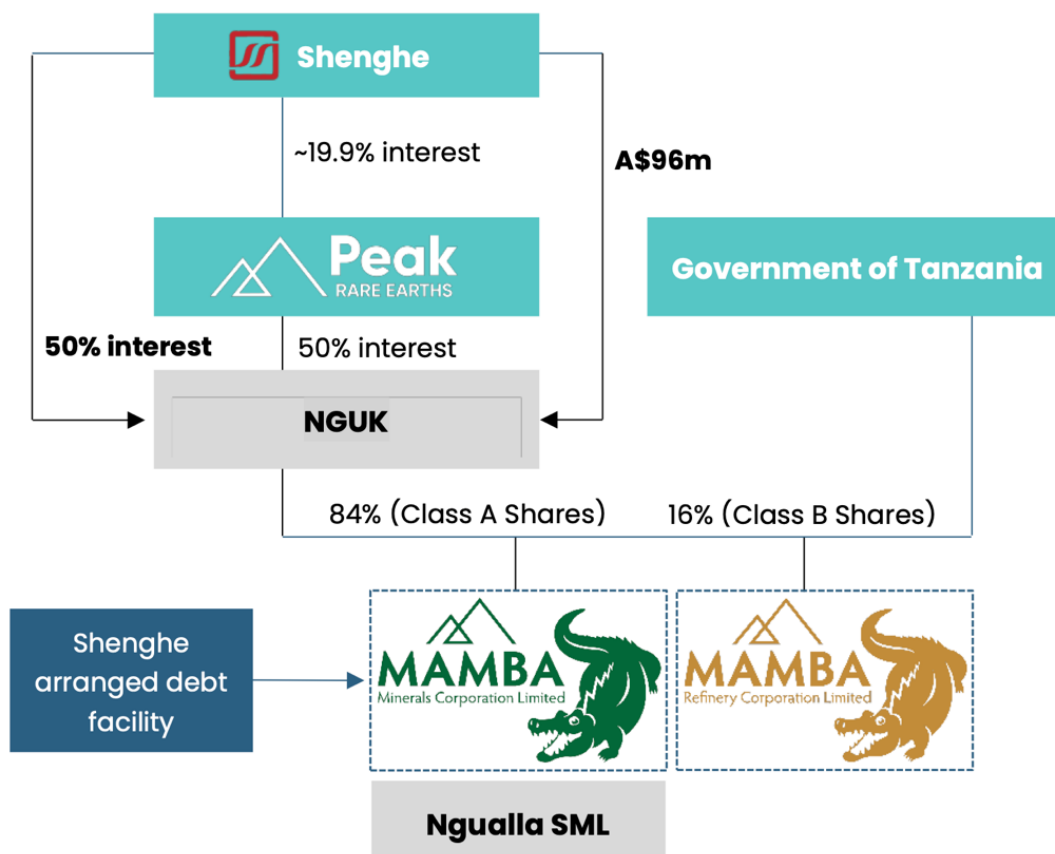 Shenghe
~19.9% interest
A$96m
Peak
RARE EARTHS
Government of Tanzania
50% interest
50% interest
NGUK
84% (Class A Shares)
16% (Class B Shares)
Shenghe
arranged debt
facility
MAMBA
Minerals Corporation Limited
MAMBA
Refinery Corporation Limited
Ngualla SML